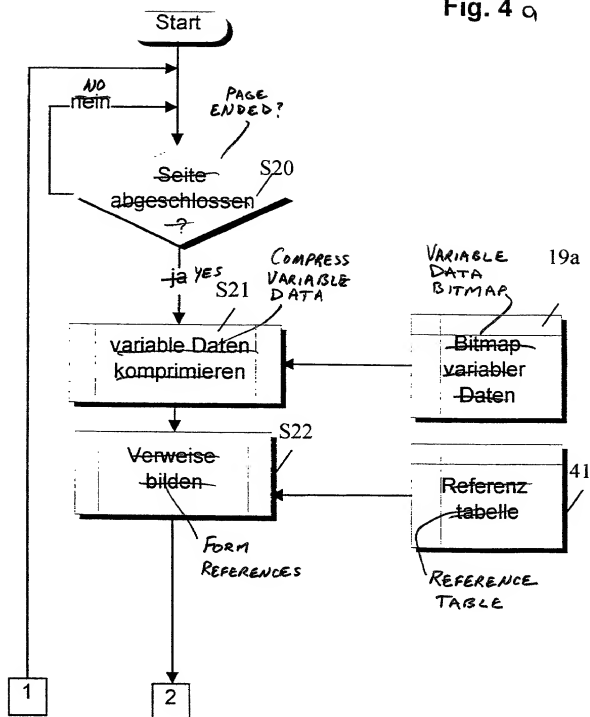 Fig. 4 a
Start
NO
nein
PAGE
ENDED?
Seite
abgeschlossen
?
S20
ja YES
S21
COMPRESS
VARIABLE
DATA
VARIABLE
DATA
BITMAP
19a
variable Daten
komprimieren
Bitmap
variabler
Daten
S22
Verweise
bilden
Referenz
tabelle
41
FORM
REFERENCES
REFERENCE
TABLE
1
2